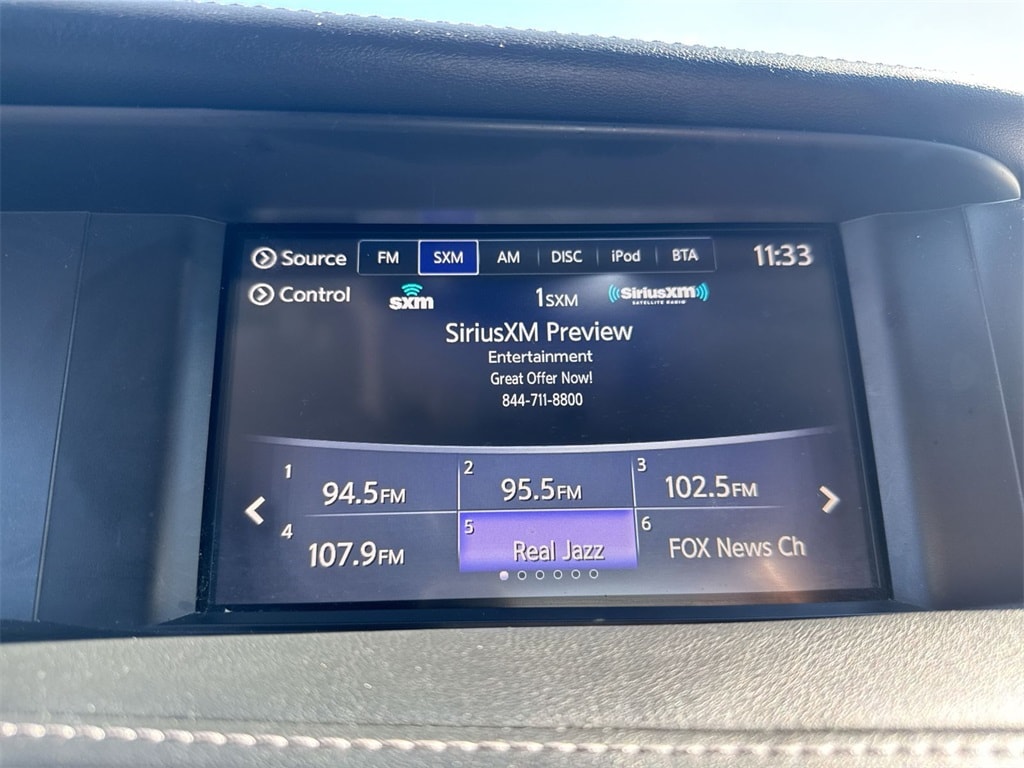 Source FM SXM AM DISC iPod BTA 11:33
Control sxm 1SXM SiriusXM SATELLITE RADIO
SiriusXM Preview
Entertainment
Great Offer Now!
844-711-8800
1 94.5FM 2 95.5FM 3 102.5FM
4 107.9FM 5 Real Jazz 6 FOX News Ch